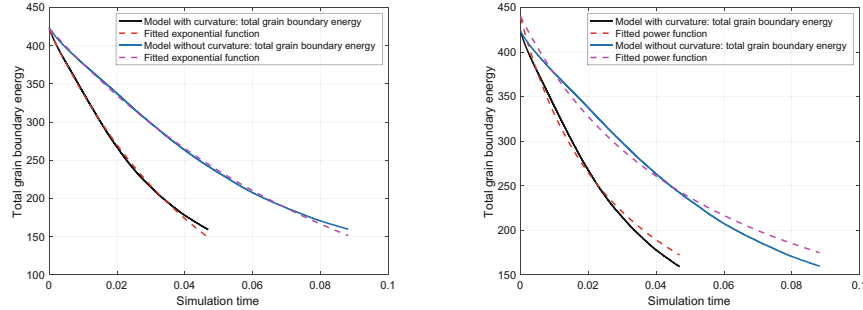 450
400
350
300
250
200
150
100
0
0.02
0.04
0.06
0.08
0.1
Total grain boundary energy
Simulation time
Model with curvature: total grain boundary energy
Fitted exponential function
Model without curvature: total grain boundary energy
Fitted exponential function
450
400
350
300
250
200
150
0
0.02
0.04
0.06
0.08
0.1
Total grain boundary energy
Simulation time
Model with curvature: total grain boundary energy
Fitted power function
Model without curvature: total grain boundary energy
Fitted power function